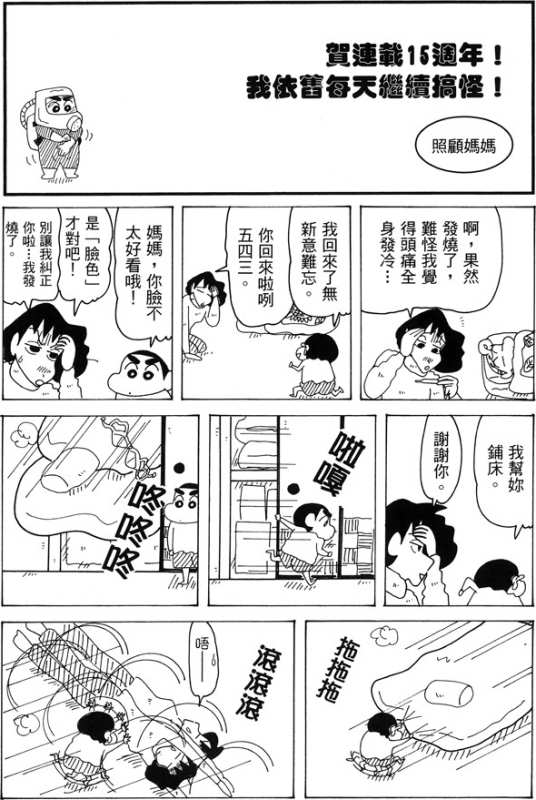 賀連載15週年！
我依舊每天繼續搞怪！
照顧媽媽
啊，果然
發燒了，
難怪我覺
得頭痛全
身發冷…
我回來了無
新意難忘。
你回來啦咧
五四三。
媽媽，你臉不
太好看哦！
是「臉色」
才對吧！
別讓我糾正
你啦…我發
燒了。
我幫妳
鋪床。
謝謝你。
啦嘎
咚咚咚
拖拖拖
滾滾滾
唔——